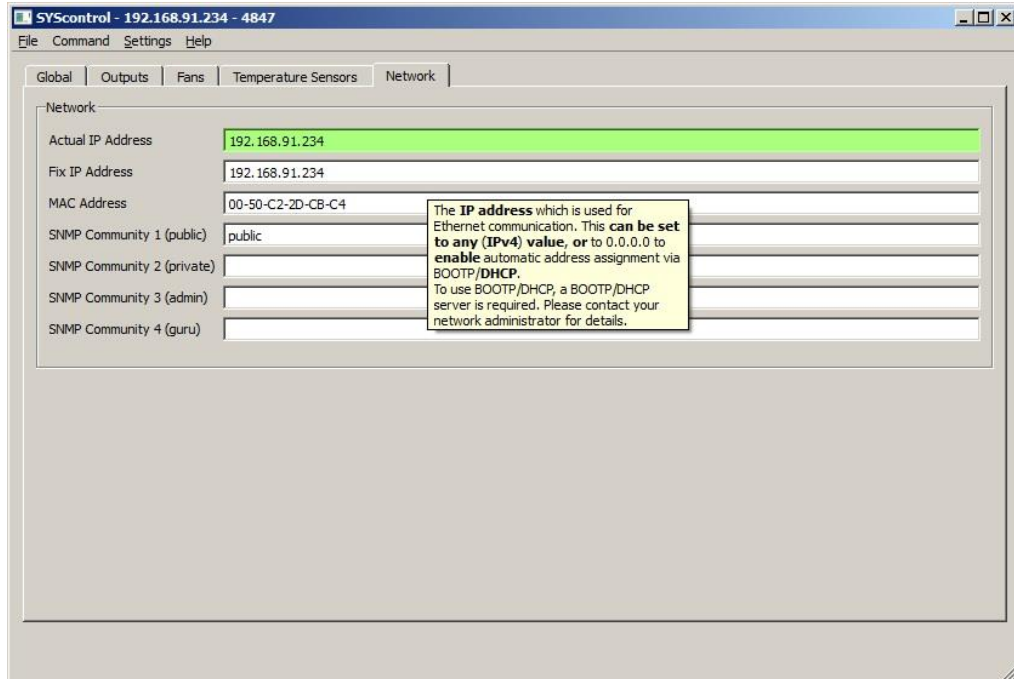 SYScontrol - 192.168.91.234 - 4847
File Command Settings Help
Global Outputs Fans Temperature Sensors Network
Network
Actual IP Address 192.168.91.234
Fix IP Address 192.168.91.234
MAC Address 00-50-C2-2D-CB-C4
SNMP Community 1 (public) public
SNMP Community 2 (private)
SNMP Community 3 (admin)
SNMP Community 4 (guru)
The IP address which is used for
Ethernet communication. This can be set
to any (IPv4) value, or to 0.0.0.0 to
enable automatic address assignment via
BOOTP/DHCP.
To use BOOTP/DHCP, a BOOTP/DHCP
server is required. Please contact your
network administrator for details.